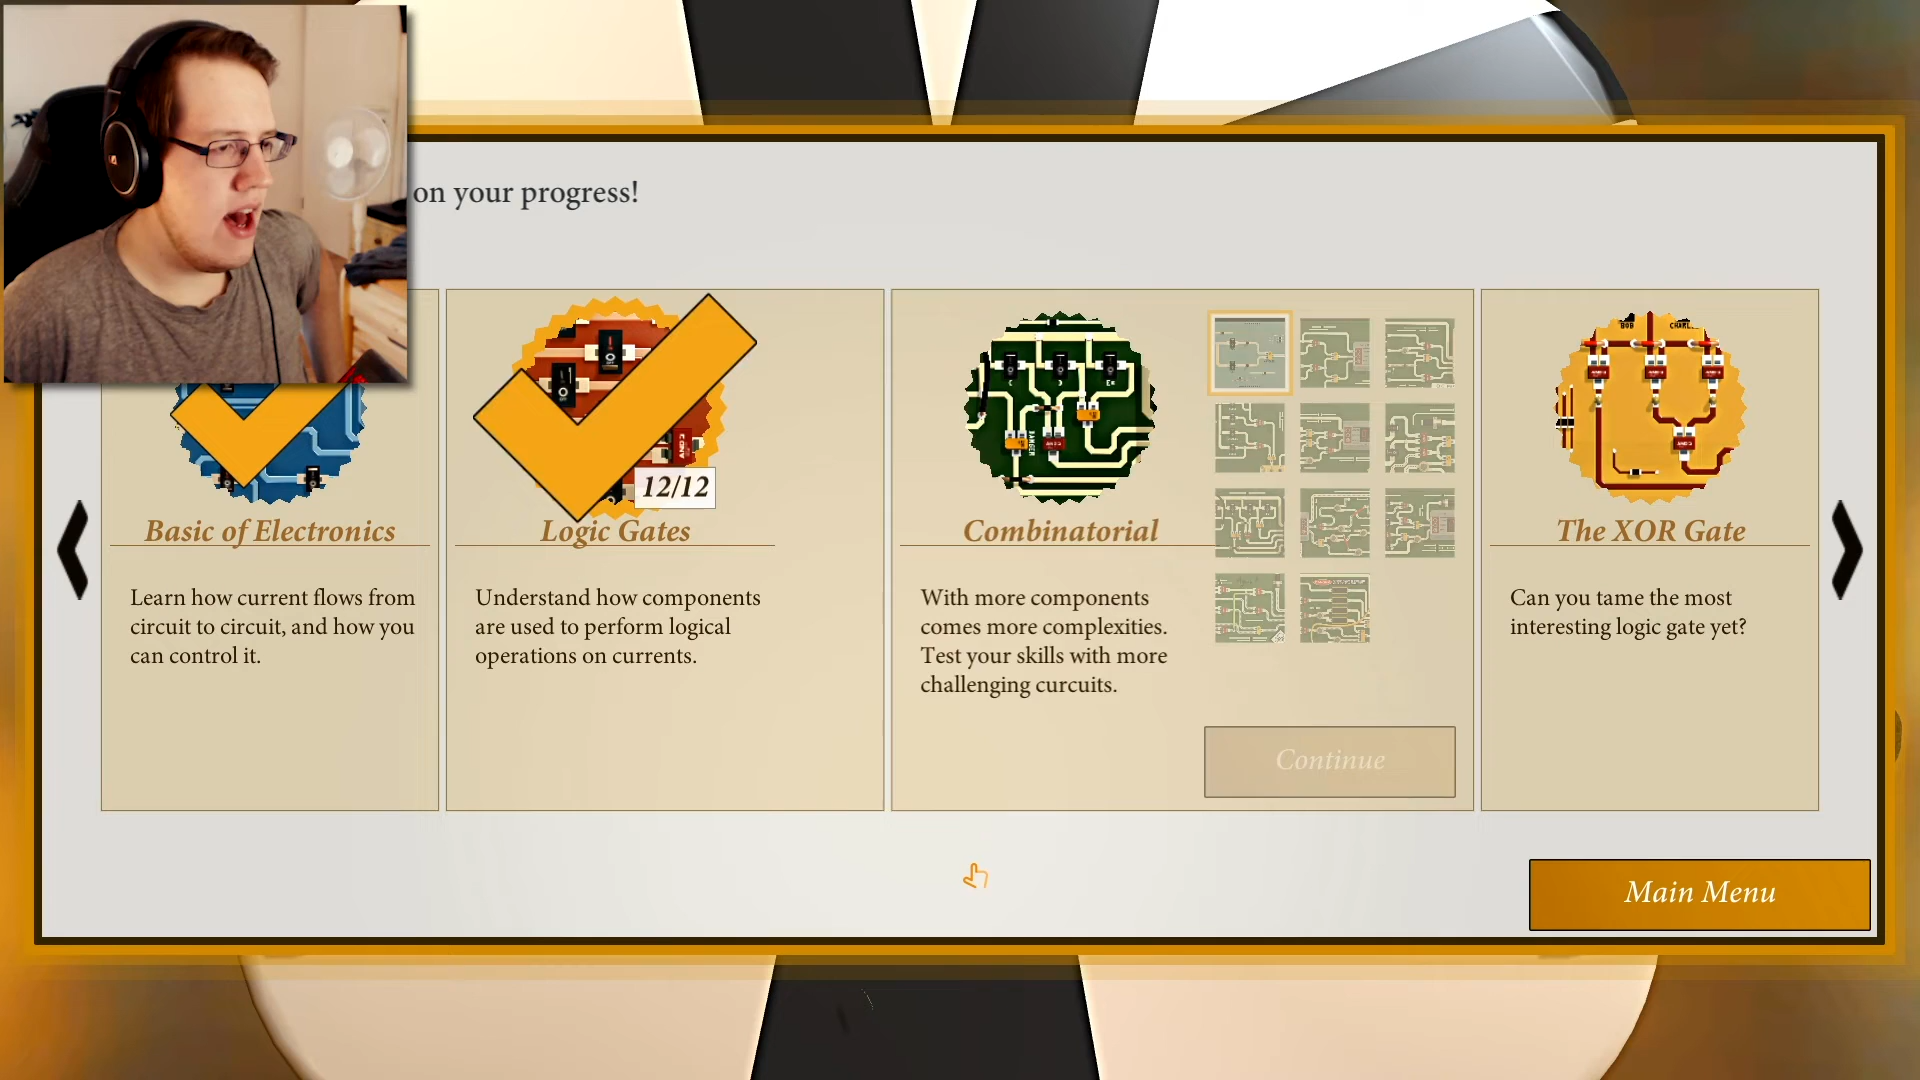 on your progress!
Basic of Electronics
Learn how current flows from
circuit to circuit, and how you
can control it.
12/12
Logic Gates
Understand how components
are used to perform logical
operations on currents.
Combinatorial
With more components
comes more complexities.
Test your skills with more
challenging curcuits.
Continue
BOB
The XOR Gate
Can you tame the most
interesting logic gate yet?
Main Menu